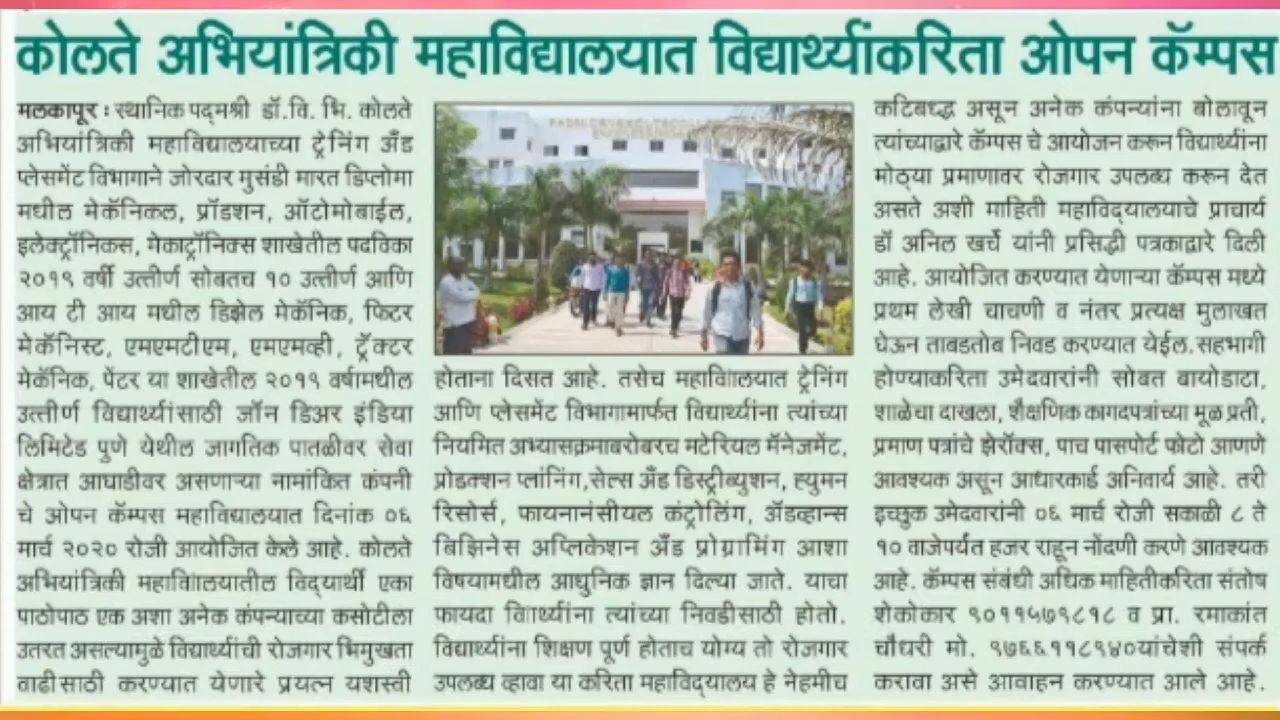 कोलते अभियांत्रिकी महाविद्यालयात विद्यार्थ्यांकरिता ओपन कॅम्पस
मलकापूर : स्थानिक पद्मश्री डॉ.वि. भि. कोलते
अभियांत्रिकी महाविद्यालयाच्या ट्रेनिंग अँड
प्लेसमेंट विभागाने जोरदार मुसंडी मारत डिप्लोमा
मधील मेकॅनिकल, प्रॉडशन, ऑटोमोबाईल,
इलेक्ट्रॉनिकस, मेकाट्रॉनिक्स शाखेतील पदविका
२०१९ वर्षी उत्तीर्ण सोबतच १० उत्तीर्ण आणि
आय टी आय मधील डिझेल मेकॅनिक, फिटर
मेकॅनिस्ट, एमएमटीएम, एमएमव्ही, ट्रॅक्टर
मेकॅनिक, पेंटर या शाखेतील २०१९ वर्षामधील
उत्तीर्ण विद्यार्थ्यांसाठी जॉन डिअर इंडिया
लिमिटेड पुणे येथील जागतिक पातळीवर सेवा
क्षेत्रात आघाडीवर असणाऱ्या नामांकित कंपनी
चे ओपन कॅम्पस महाविद्यालयात दिनांक ०६
मार्च २०२० रोजी आयोजित केले आहे. कोलते
अभियांत्रिकी महाविालयातील विद्यार्थी एका
पाठोपाठ एक अशा अनेक कंपन्याच्या कसोटीला
उतरत असल्यामुळे विद्यार्थ्यांची रोजगार भिमुखता
वाढीसाठी करण्यात येणारे प्रयत्न यशस्वी
होताना दिसत आहे. तसेच महाविालयात ट्रेनिंग
आणि प्लेसमेंट विभागामार्फत विद्यार्थ्यांना त्यांच्या
नियमित अभ्यासक्रमाबरोबरच मटेरियल मॅनेजमेंट,
प्रोडक्शन प्लांनिंग,सेल्स अँड डिस्ट्रीब्युशन, ह्युमन
रिसोर्स, फायनानंसीयल कंट्रोलिंग, अ‍ॅडव्हान्स
बिझिनेस अप्लिकेशन अँड प्रोग्रामिंग आशा
विषयामधील आधुनिक ज्ञान दिल्या जाते. याचा
फायदा विार्थ्यांना त्यांच्या निवडीसाठी होतो.
विद्यार्थ्यांना शिक्षण पूर्ण होताच योग्य तो रोजगार
उपलब्ध व्हावा या करिता महाविद्यालय हे नेहमीच
कटिबध्द्ध असून अनेक कंपन्यांना बोलावून
त्यांच्याद्वारे कॅम्पस चे आयोजन करून विद्यार्थ्यांना
मोठ्या प्रमाणावर रोजगार उपलब्ध करून देत
असते अशी माहिती महाविद्यालयाचे प्राचार्य
डॉ अनिल खर्चे यांनी प्रसिद्धी पत्रकाद्वारे दिली
आहे. आयोजित करण्यात येणाऱ्या कॅम्पस मध्ये
प्रथम लेखी चाचणी व नंतर प्रत्यक्ष मुलाखत
घेऊन ताबडतोब निवड करण्यात येईल.सहभागी
होण्याकरिता उमेदवारांनी सोबत बायोडाटा,
शाळेचा दाखला, शैक्षणिक कागदपत्रांच्या मूळ प्रती,
प्रमाण पत्रांचे झेरॉक्स, पाच पासपोर्ट फोटो आणणे
आवश्यक असून आधारकार्ड अनिवार्य आहे. तरी
इच्छुक उमेदवारांनी ०६ मार्च रोजी सकाळी ८ ते
१० वाजेपर्यंत हजर राहून नोंदणी करणे आवश्यक
आहे. कॅम्पस संबंधी अधिक माहितीकरिता संतोष
शेकोकार ९०११५७९८१८ व प्रा. रमाकांत
चौधरी मो. ९७६६११८९४०यांचेशी संपर्क
करावा असे आवाहन करण्यात आले आहे.